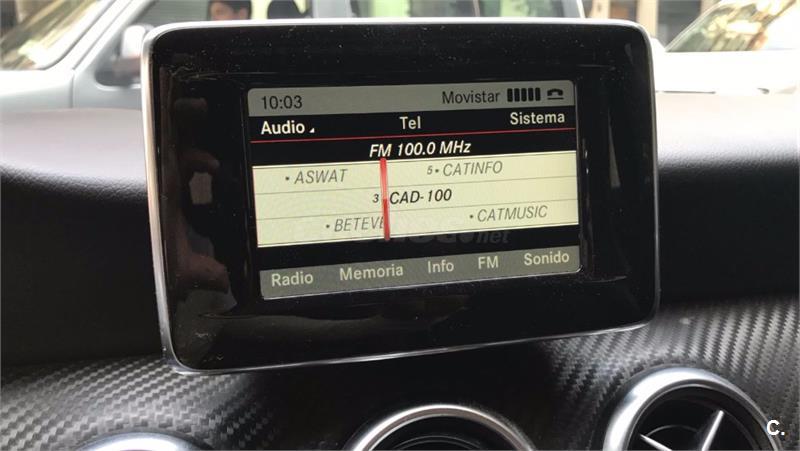 10:03 Movistar
Audio Tel Sistema
FM 100.0 MHz
• ASWAT 5 • CATINFO
3 CAD-100
• BETEVE • CATMUSIC
Radio Memoria Info FM Sonido
C.